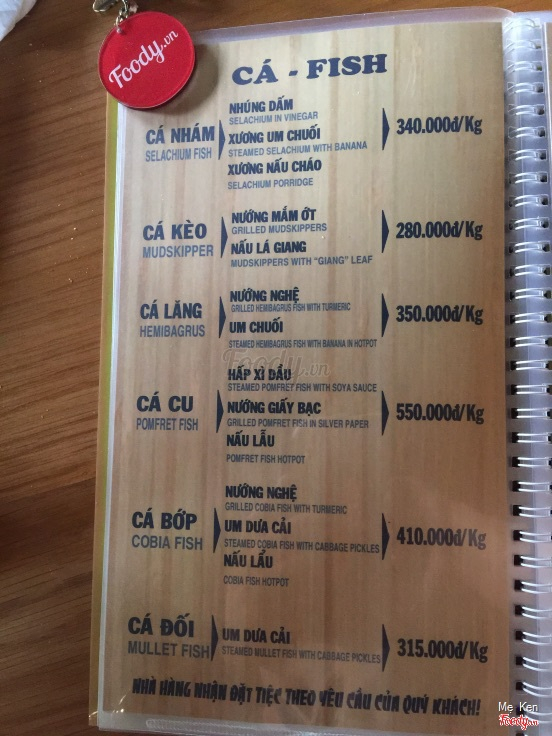 Foody.vn
CÁ - FISH
CÁ NHÁM
SELACHIUM FISH
NHÚNG DẤM
SELACHIUM IN VINEGAR
XƯƠNG UM CHUỐI
STEAMED SELACHIUM WITH BANANA
XƯƠNG NẤU CHÁO
SELACHIUM PORRIDGE
340.000đ/Kg
CÁ KÈO
MUDSKIPPER
NƯỚNG MẮM ỚT
GRILLED MUDSKIPPERS
NẤU LÁ GIANG
MUDSKIPPERS WITH "GIANG" LEAF
280.000đ/Kg
CÁ LĂNG
HEMIBAGRUS
NƯỚNG NGHỆ
GRILLED HEMIBAGRUS FISH WITH TURMERIC
UM CHUỐI
STEAMED HEMIBAGRUS FISH WITH BANANA IN HOTPOT
350.000đ/Kg
Foody.vn
CÁ CU
POMFRET FISH
HẤP XÌ DẦU
STEAMED POMFRET FISH WITH SOYA SAUCE
NƯỚNG GIẤY BẠC
GRILLED POMFRET FISH IN SILVER PAPER
NẤU LẨU
POMFRET FISH HOTPOT
550.000đ/Kg
CÁ BỚP
COBIA FISH
NƯỚNG NGHỆ
GRILLED COBIA FISH WITH TURMERIC
UM DƯA CẢI
STEAMED COBIA FISH WITH CABBAGE PICKLES
NẤU LẨU
COBIA FISH HOTPOT
410.000đ/Kg
CÁ ĐỐI
MULLET FISH
UM DƯA CẢI
STEAMED MULLET FISH WITH CABBAGE PICKLES
315.000đ/Kg
NHÀ HÀNG NHẬN ĐẶT TIỆC THEO YÊU CẦU CỦA QUÝ KHÁCH!
Me Ken
Foody.vn